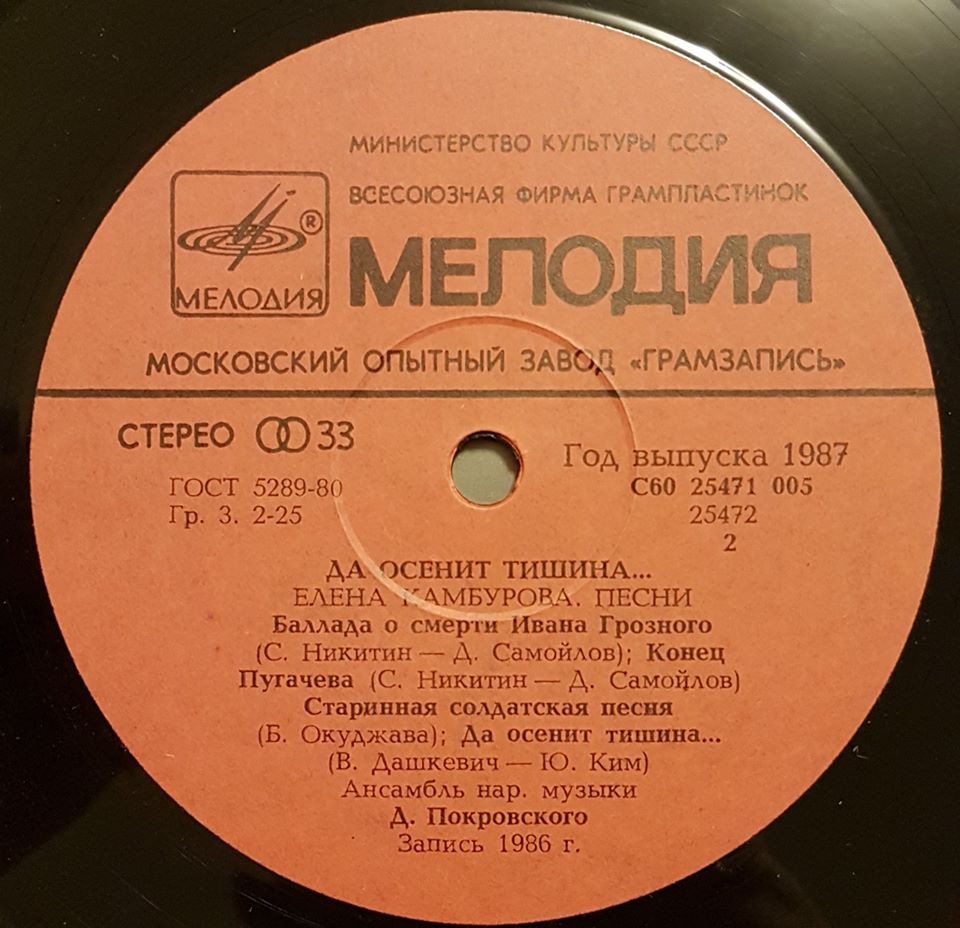 МИНИСТЕРСТВО КУЛЬТУРЫ СССР
ВСЕСОЮЗНАЯ ФИРМА ГРАМПЛАСТИНОК
®
МЕЛОДИЯ
МЕЛОДИЯ
МОСКОВСКИЙ ОПЫТНЫЙ ЗАВОД «ГРАМЗАПИСЬ»
СТЕРЕО 33
Год выпуска 1987
ГОСТ 5289-80
С60 25471 005
Гр. 3. 2-25
25472
2
ДА ОСЕНИТ ТИШИНА...
ЕЛЕНА КАМБУРОВА. ПЕСНИ
Баллада о смерти Ивана Грозного
(С. Никитин — Д. Самойлов); Конец
Пугачева (С. Никитин — Д. Самойлов)
Старинная солдатская песня
(Б. Окуджава); Да осенит тишина...
(В. Дашкевич — Ю. Ким)
Ансамбль нар. музыки
Д. Покровского
Запись 1986 г.